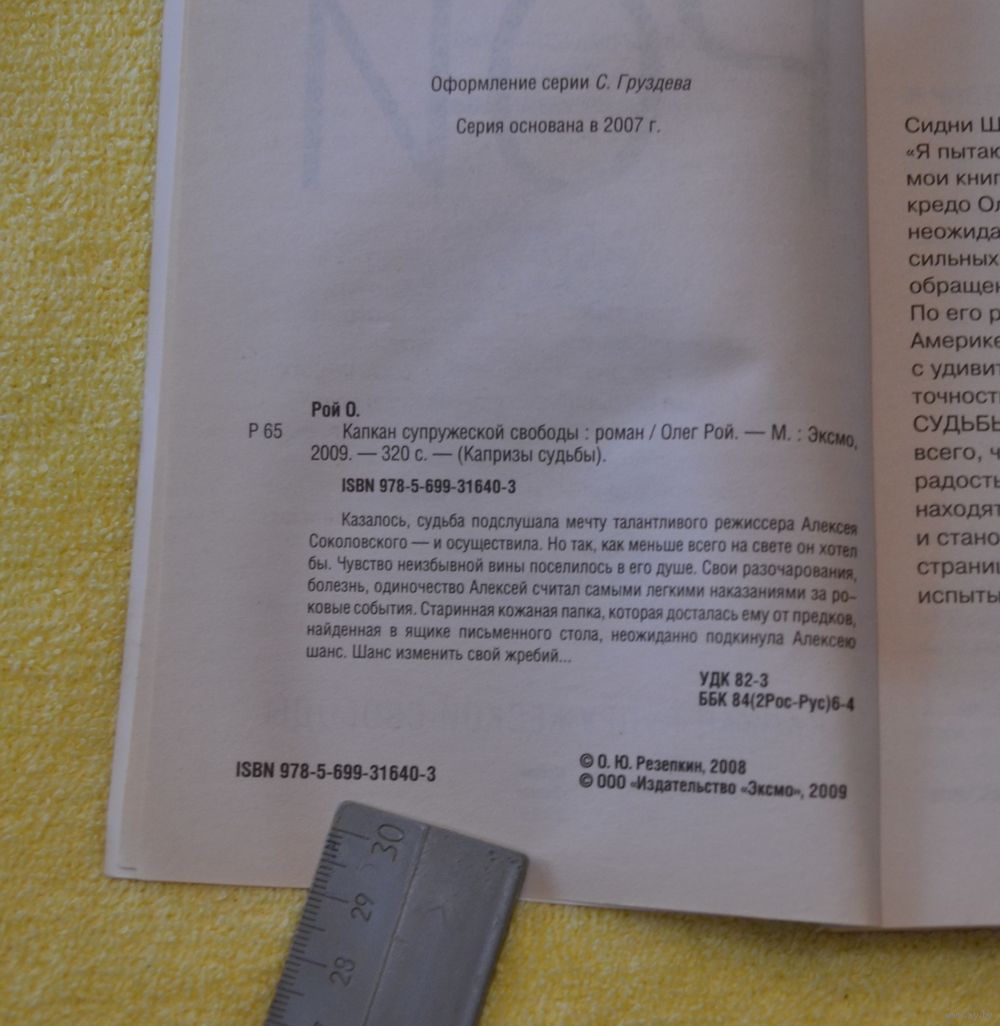 Оформление серии С. Груздева
Серия основана в 2007 г.
Рой О.
Р 65 Капкан супружеской свободы : роман / Олег Рой. — М. : Эксмо,
2009. — 320 с. — (Капризы судьбы).
ISBN 978-5-699-31640-3
Казалось, судьба подслушала мечту талантливого режиссера Алексея
Соколовского — и осуществила. Но так, как меньше всего на свете он хотел
бы. Чувство неизбывной вины поселилось в его душе. Свои разочарования,
болезнь, одиночество Алексей считал самыми легкими наказаниями за ро-
ковые события. Старинная кожаная папка, которая досталась ему от предков,
найденная в ящике письменного стола, неожиданно подкинула Алексею
шанс. Шанс изменить свой жребий...
УДК 82-3
ББК 84(2Рос-Рус)6-4
ISBN 978-5-699-31640-3
© О. Ю. Резепкин, 2008
© ООО «Издательство «Эксмо», 2009
Сидни Ш
«Я пытаю
мои книг
кредо Ол
неожида
сильных
обращен
По его р
Америке
с удивит
точность
СУДЬБЫ
всего, ч
радость
находят
и стано
страниц
испыты
30
29
28